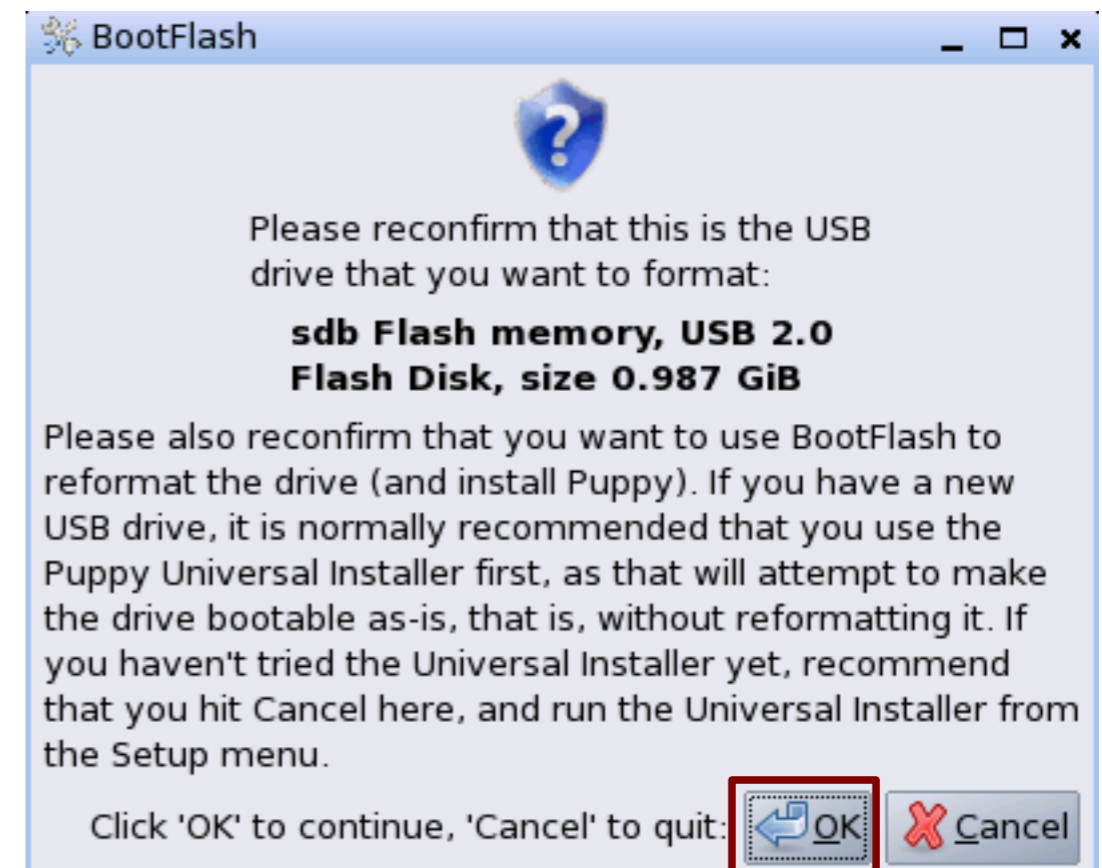 BootFlash
Please reconfirm that this is the USB
drive that you want to format:
sdb Flash memory, USB 2.0
Flash Disk, size 0.987 GiB
Please also reconfirm that you want to use BootFlash to
reformat the drive (and install Puppy). If you have a new
USB drive, it is normally recommended that you use the
Puppy Universal Installer first, as that will attempt to make
the drive bootable as-is, that is, without reformatting it. If
you haven't tried the Universal Installer yet, recommend
that you hit Cancel here, and run the Universal Installer from
the Setup menu.
Click 'OK' to continue, 'Cancel' to quit: OK Cancel